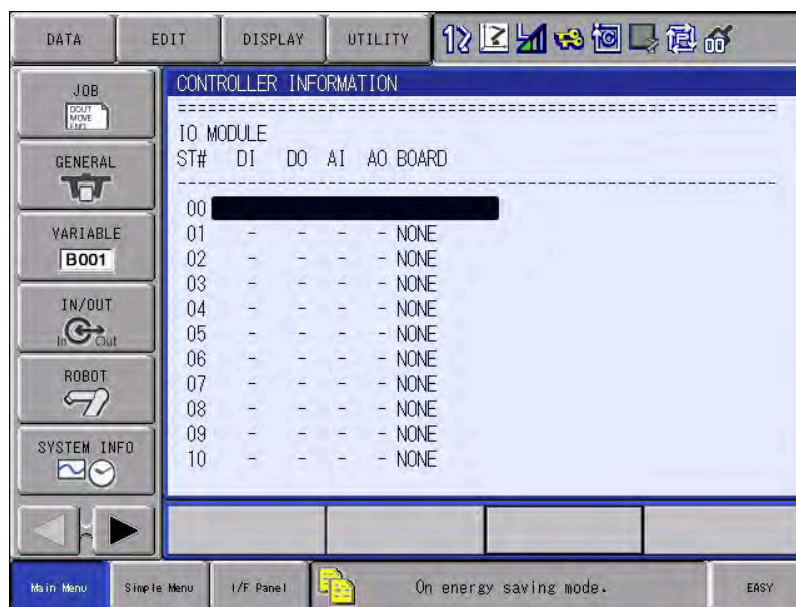 DATA EDIT DISPLAY UTILITY
JOB
DOUT
MOVE
END
GENERAL
VARIABLE
B001
IN/OUT
In Out
ROBOT
SYSTEM INFO
CONTROLLER INFORMATION
============================================================
IO MODULE
ST# DI DO AI AO BOARD
------------------------------------------------------------
00
01 - - - - NONE
02 - - - - NONE
03 - - - - NONE
04 - - - - NONE
05 - - - - NONE
06 - - - - NONE
07 - - - - NONE
08 - - - - NONE
09 - - - - NONE
10 - - - - NONE
Main Menu Simple Menu I/F Panel On energy saving mode. EASY